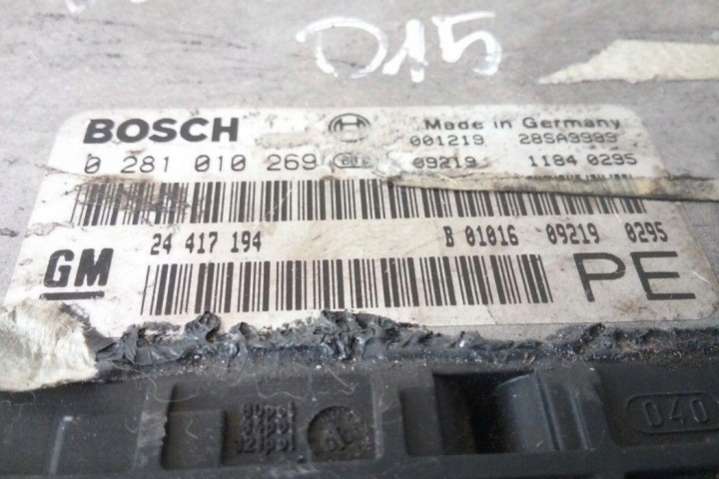 D15
BOSCH Made in Germany
001219 28SA9989
0 281 010 269 09219 1184 0295
24 417 194 B 01016 09219 0295
GM PE
040